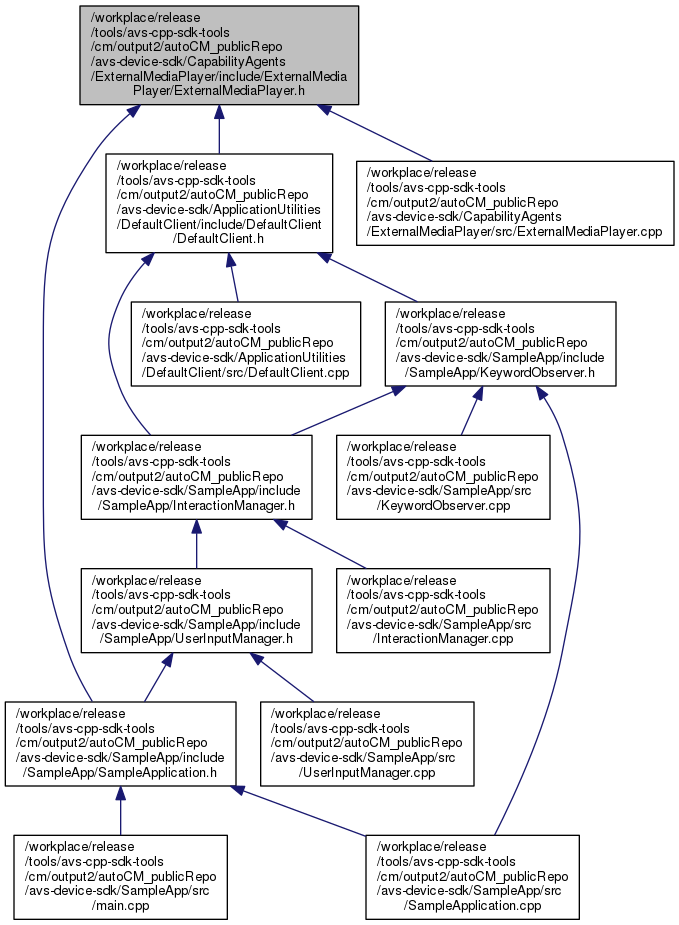 /workplace/release
/tools/avs-cpp-sdk-tools
/cm/output2/autoCM_publicRepo
/avs-device-sdk/CapabilityAgents
/ExternalMediaPlayer/include/ExternalMedia
Player/ExternalMediaPlayer.h
/workplace/release
/tools/avs-cpp-sdk-tools
/cm/output2/autoCM_publicRepo
/avs-device-sdk/ApplicationUtilities
/DefaultClient/include/DefaultClient
/DefaultClient.h
/workplace/release
/tools/avs-cpp-sdk-tools
/cm/output2/autoCM_publicRepo
/avs-device-sdk/CapabilityAgents
/ExternalMediaPlayer/src/ExternalMediaPlayer.cpp
/workplace/release
/tools/avs-cpp-sdk-tools
/cm/output2/autoCM_publicRepo
/avs-device-sdk/ApplicationUtilities
/DefaultClient/src/DefaultClient.cpp
/workplace/release
/tools/avs-cpp-sdk-tools
/cm/output2/autoCM_publicRepo
/avs-device-sdk/SampleApp/include
/SampleApp/KeywordObserver.h
/workplace/release
/tools/avs-cpp-sdk-tools
/cm/output2/autoCM_publicRepo
/avs-device-sdk/SampleApp/include
/SampleApp/InteractionManager.h
/workplace/release
/tools/avs-cpp-sdk-tools
/cm/output2/autoCM_publicRepo
/avs-device-sdk/SampleApp/src
/KeywordObserver.cpp
/workplace/release
/tools/avs-cpp-sdk-tools
/cm/output2/autoCM_publicRepo
/avs-device-sdk/SampleApp/include
/SampleApp/UserInputManager.h
/workplace/release
/tools/avs-cpp-sdk-tools
/cm/output2/autoCM_publicRepo
/avs-device-sdk/SampleApp/src
/InteractionManager.cpp
/workplace/release
/tools/avs-cpp-sdk-tools
/cm/output2/autoCM_publicRepo
/avs-device-sdk/SampleApp/include
/SampleApp/SampleApplication.h
/workplace/release
/tools/avs-cpp-sdk-tools
/cm/output2/autoCM_publicRepo
/avs-device-sdk/SampleApp/src
/UserInputManager.cpp
/workplace/release
/tools/avs-cpp-sdk-tools
/cm/output2/autoCM_publicRepo
/avs-device-sdk/SampleApp/src
/main.cpp
/workplace/release
/tools/avs-cpp-sdk-tools
/cm/output2/autoCM_publicRepo
/avs-device-sdk/SampleApp/src
/SampleApplication.cpp